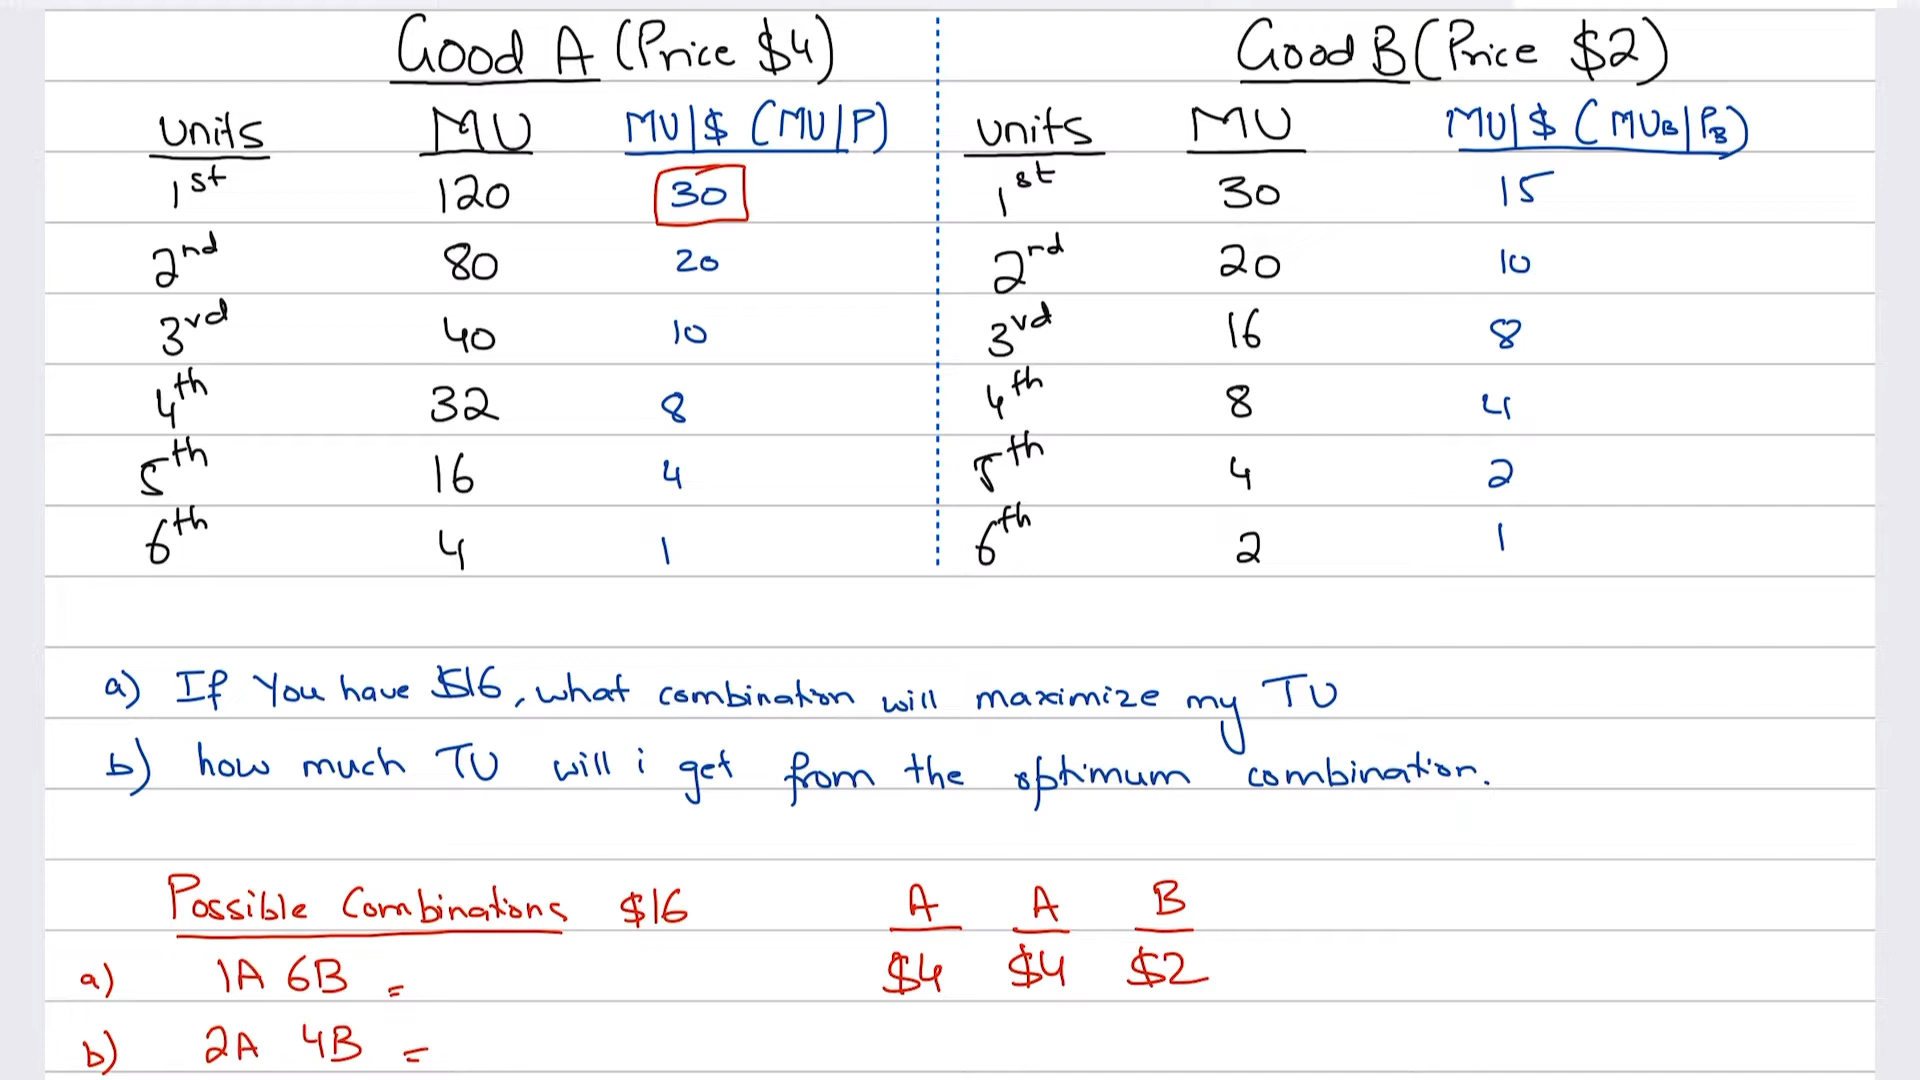 Good A (Price $4) Good B (Price $2)
units MU MU|$ (MU|P) units MU MU|$ (MUB|PB)
1st 120 30 1st 30 15
2nd 80 20 2nd 20 10
3rd 40 10 3rd 16 8
4th 32 8 4th 8 4
5th 16 4 5th 4 2
6th 4 1 6th 2 1
a) If You have $16, what combination will maximize my TU
b) how much TU will i get from the optimum combination.
Possible Combinations $16 A A B
a) 1A 6B = $4 $4 $2
b) 2A 4B =